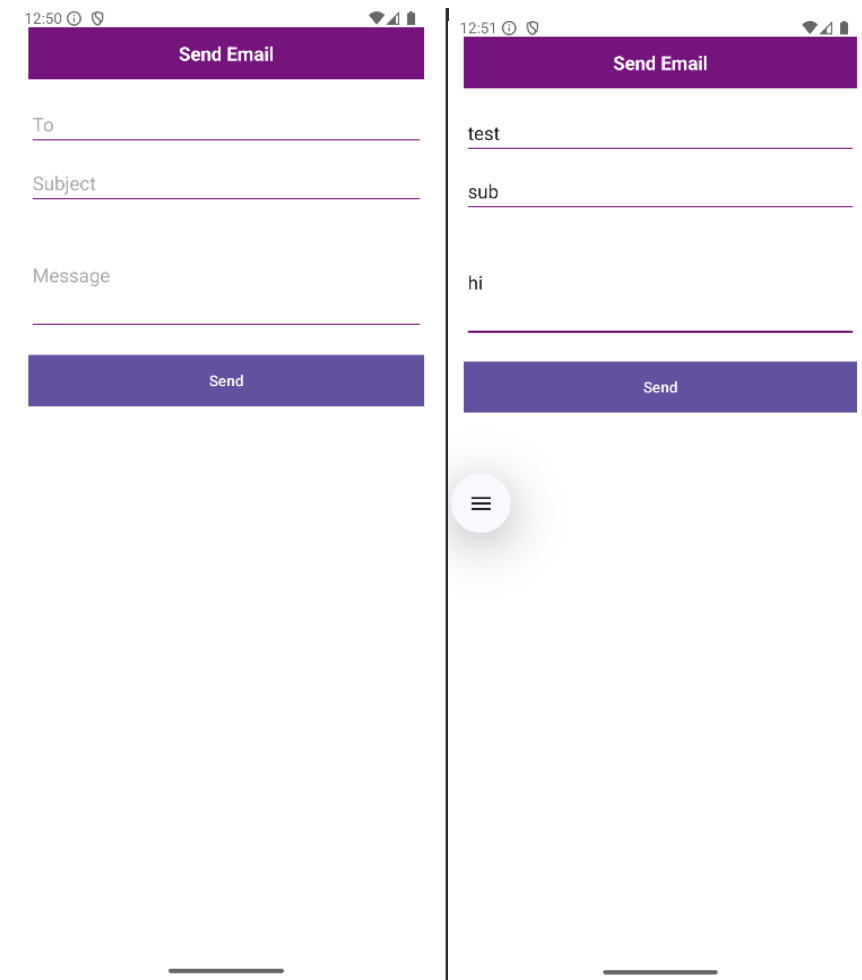 12:50
Send Email
To
Subject
Message
Send
12:51
Send Email
test
sub
hi
Send